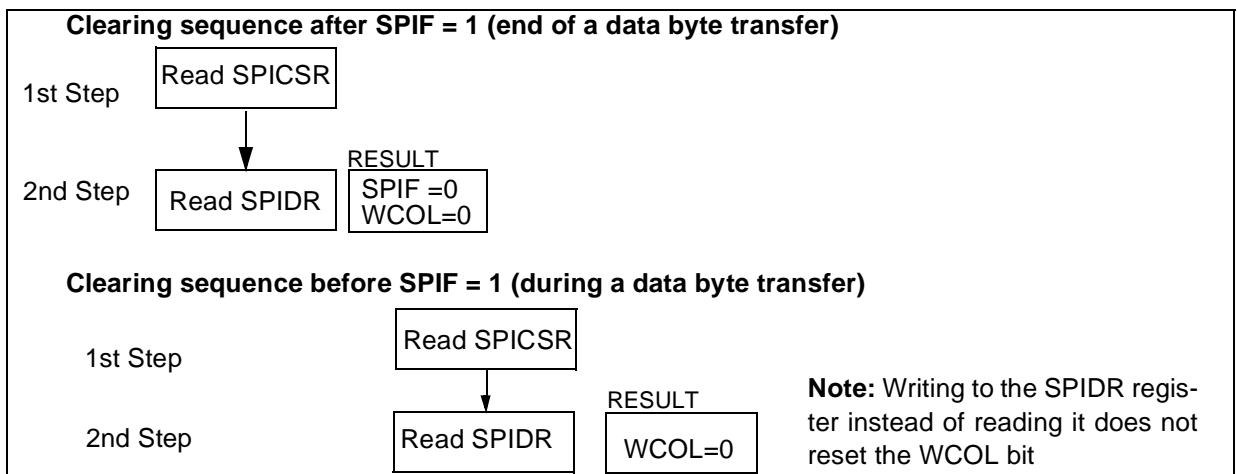 Clearing sequence after SPIF = 1 (end of a data byte transfer)
1st Step
Read SPICSR
RESULT
2nd Step
Read SPIDR
SPIF =0
WCOL=0
Clearing sequence before SPIF = 1 (during a data byte transfer)
1st Step
Read SPICSR
RESULT
2nd Step
Read SPIDR
WCOL=0
Note: Writing to the SPIDR regis-
ter instead of reading it does not
reset the WCOL bit